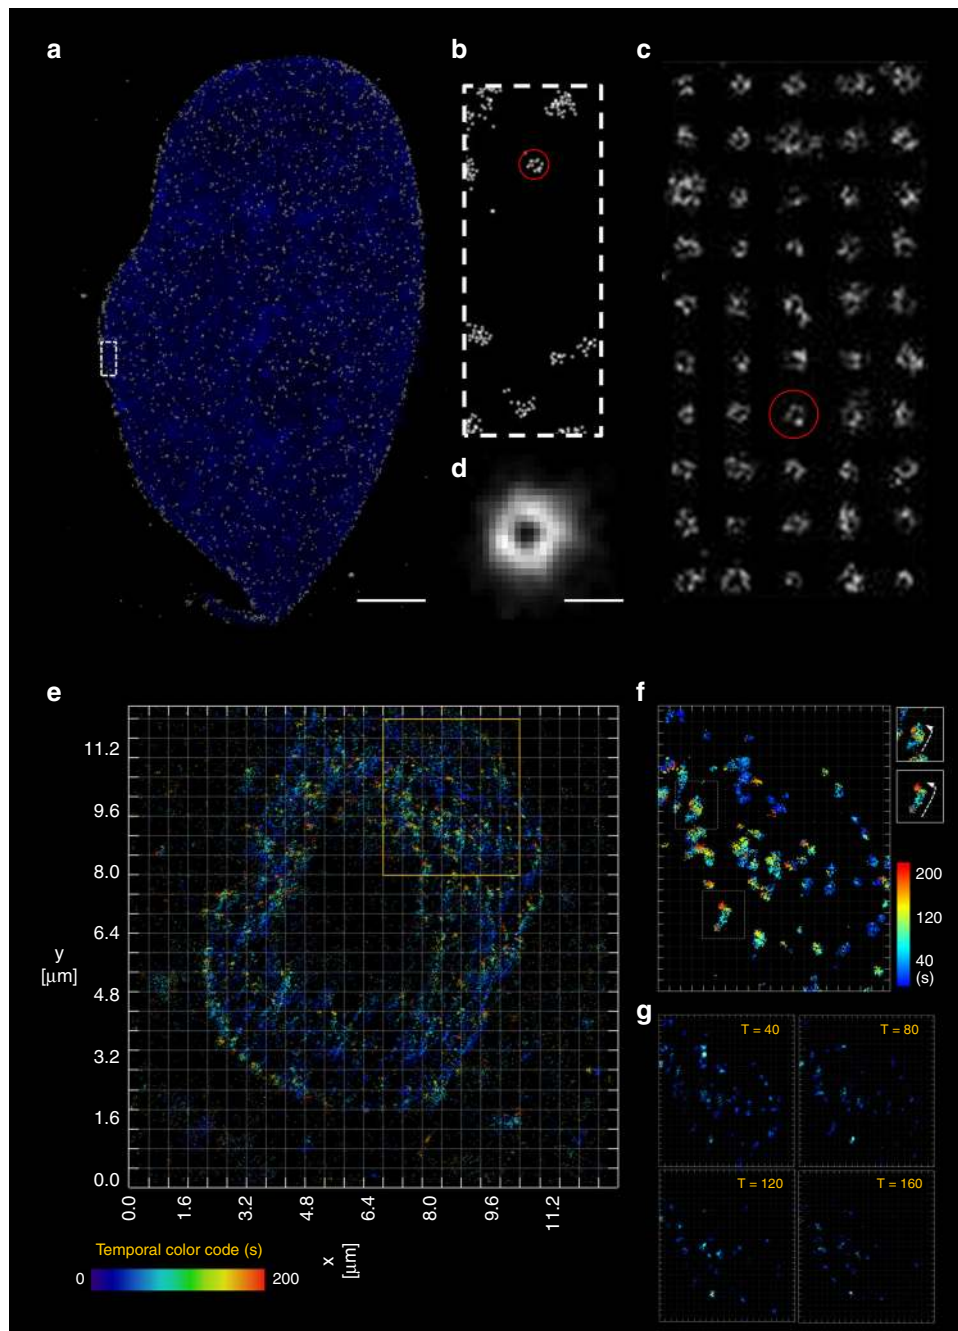 a
b
c
d
e
11.2
9.6
8.0
6.4
y
[μm]
4.8
3.2
1.6
0.0
0.0
1.6
3.2
4.8
6.4
8.0
9.6
11.2
x
[μm]
Temporal color code (s)
0
200
f
200
120
40
(s)
g
T = 40
T = 80
T = 120
T = 160